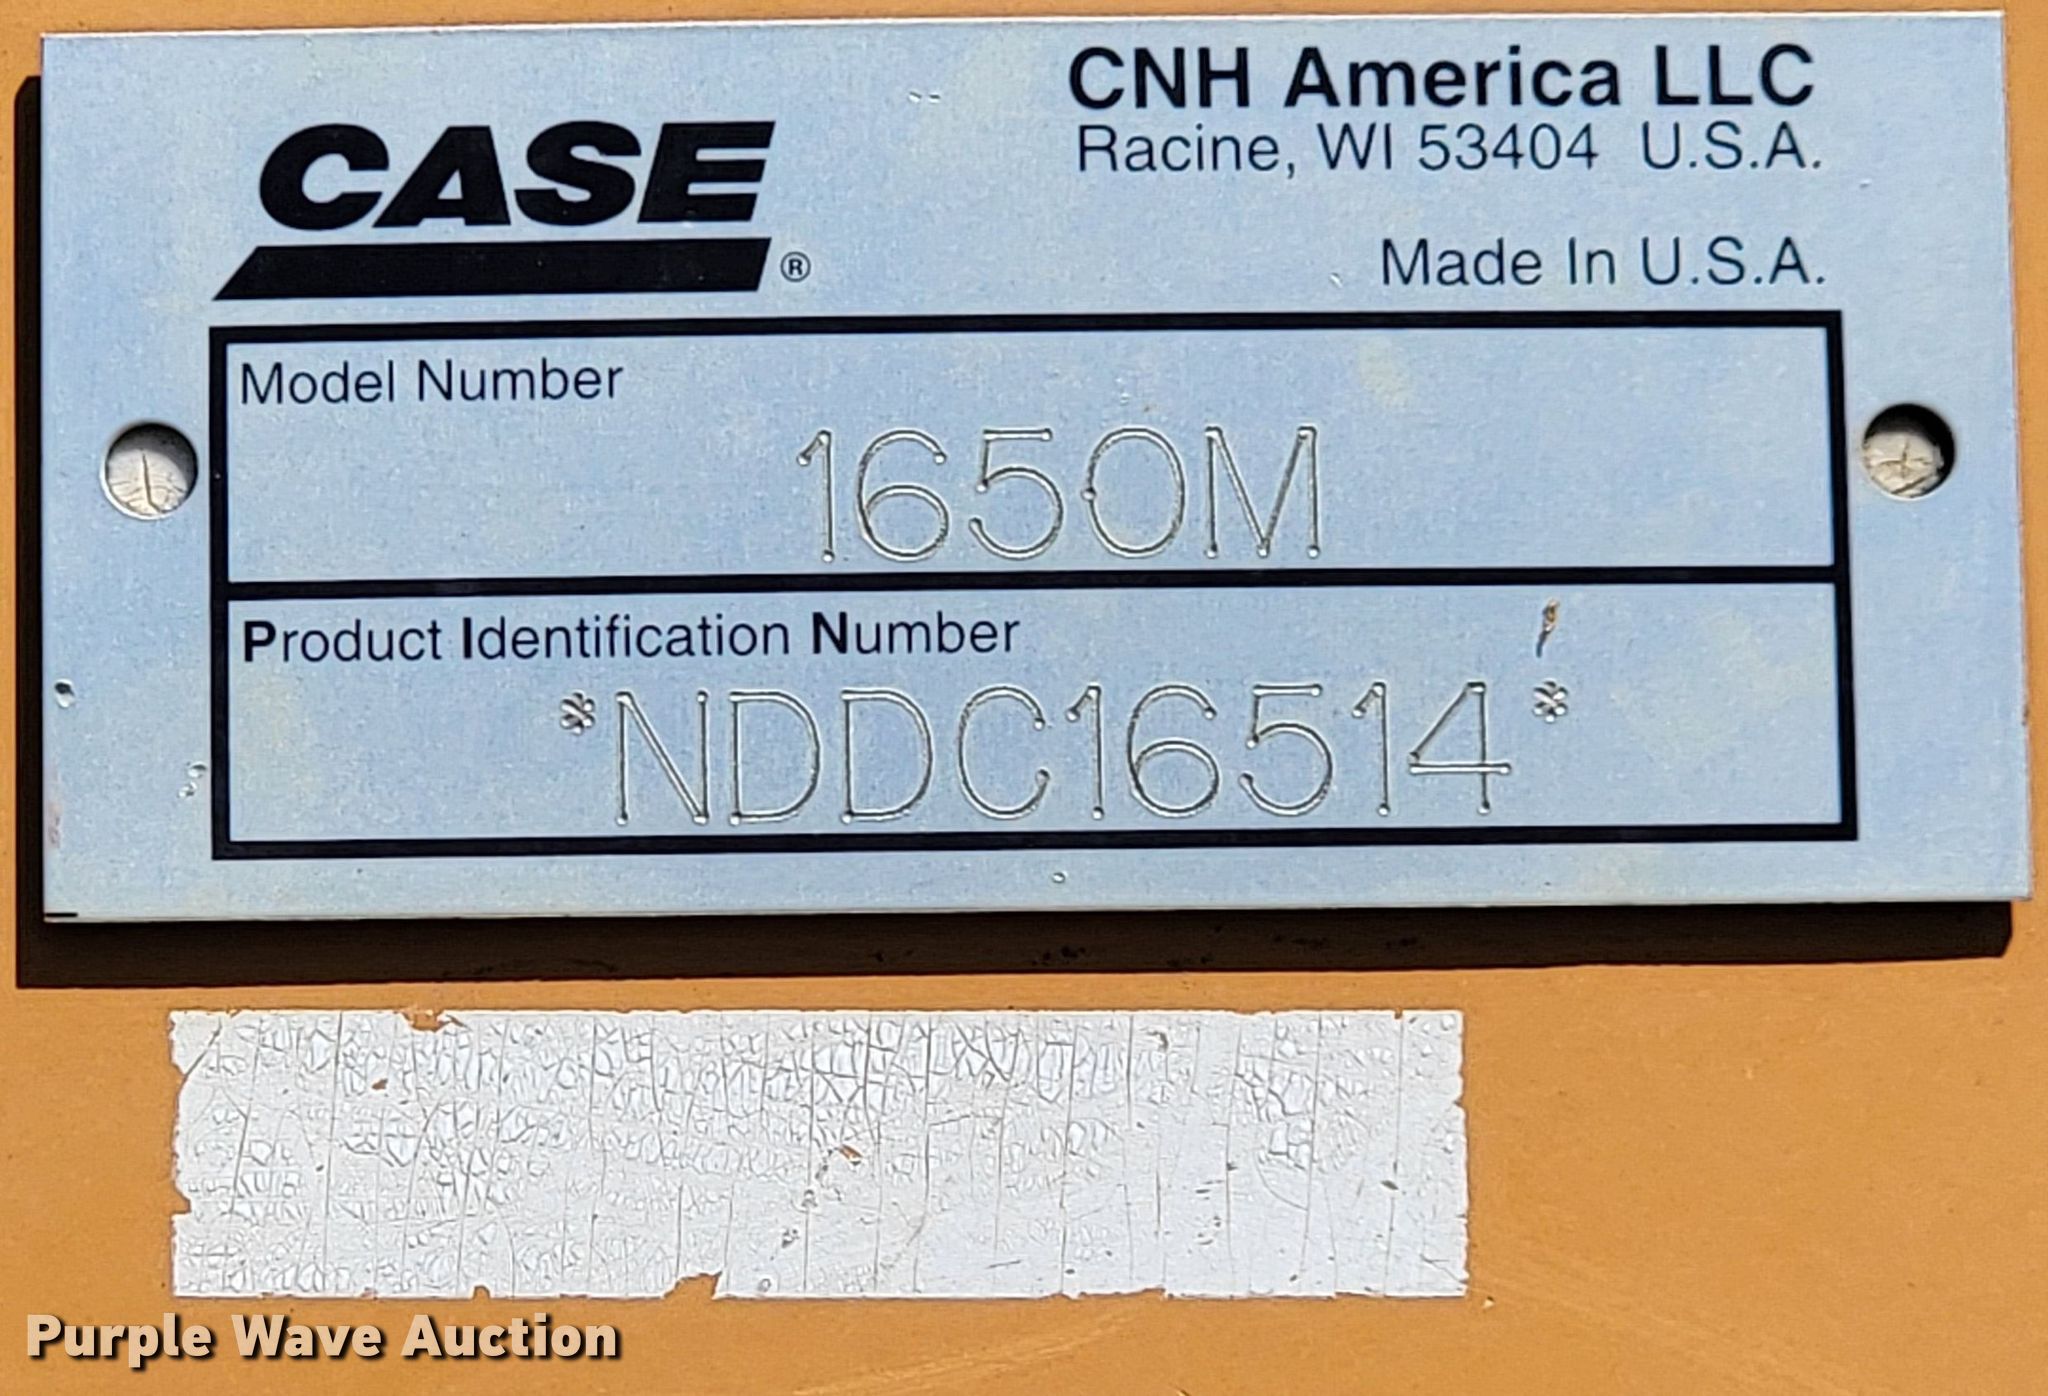 CASE®
CNH America LLC
Racine, WI 53404 U.S.A.
Made In U.S.A.
Model Number
1650M
Product Identification Number
*NDDC16514*
Purple Wave Auction